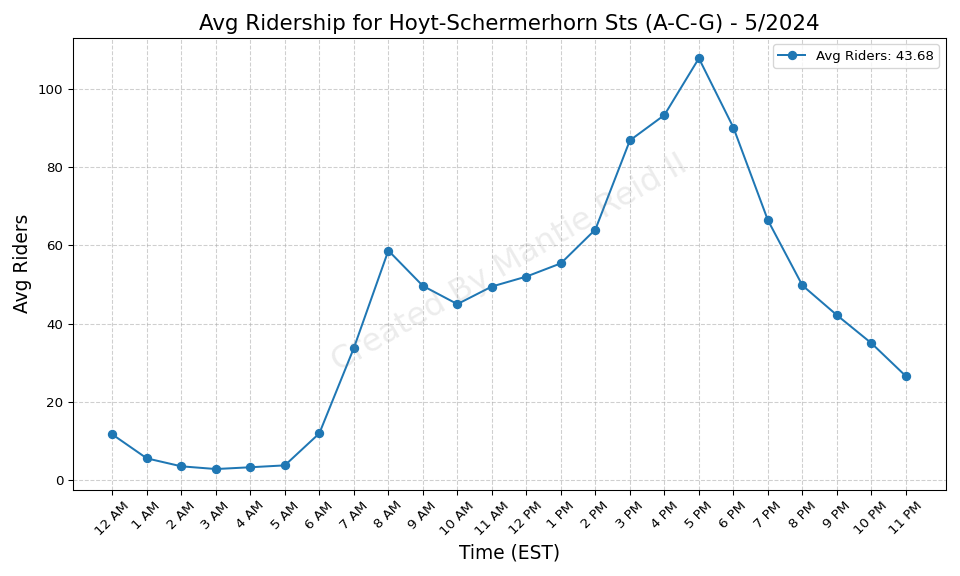 Avg Ridership for Hoyt-Schermerhorn Sts (A-C-G) - 5/2024
Avg Riders: 43.68
Avg Riders
100
80
60
40
20
0
Created By Mantie Reid II
12 AM
1 AM
2 AM
3 AM
4 AM
5 AM
6 AM
7 AM
8 AM
9 AM
10 AM
11 AM
12 PM
1 PM
2 PM
3 PM
4 PM
5 PM
6 PM
7 PM
8 PM
9 PM
10 PM
11 PM
Time (EST)